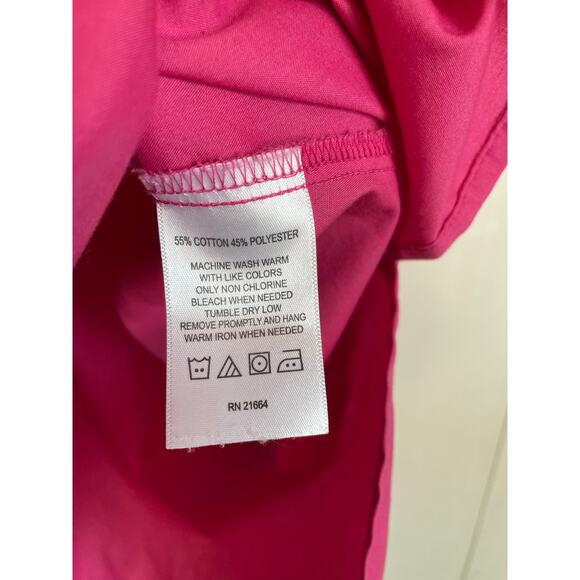 55% COTTON 45% POLYESTER
MACHINE WASH WARM
WITH LIKE COLORS
ONLY NON CHLORINE
BLEACH WHEN NEEDED
TUMBLE DRY LOW
REMOVE PROMPTLY AND HANG
WARM IRON WHEN NEEDED
RN 21664